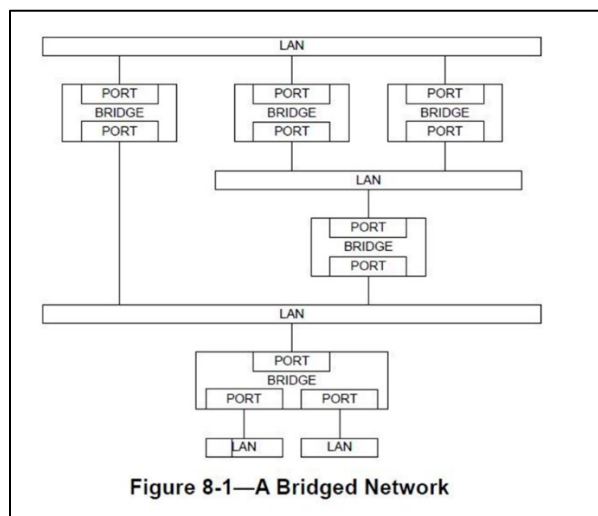 LAN
PORT PORT PORT
BRIDGE BRIDGE BRIDGE
PORT PORT PORT
LAN
PORT
BRIDGE
PORT
LAN
PORT
BRIDGE
PORT PORT
LAN LAN
Figure 8-1—A Bridged Network